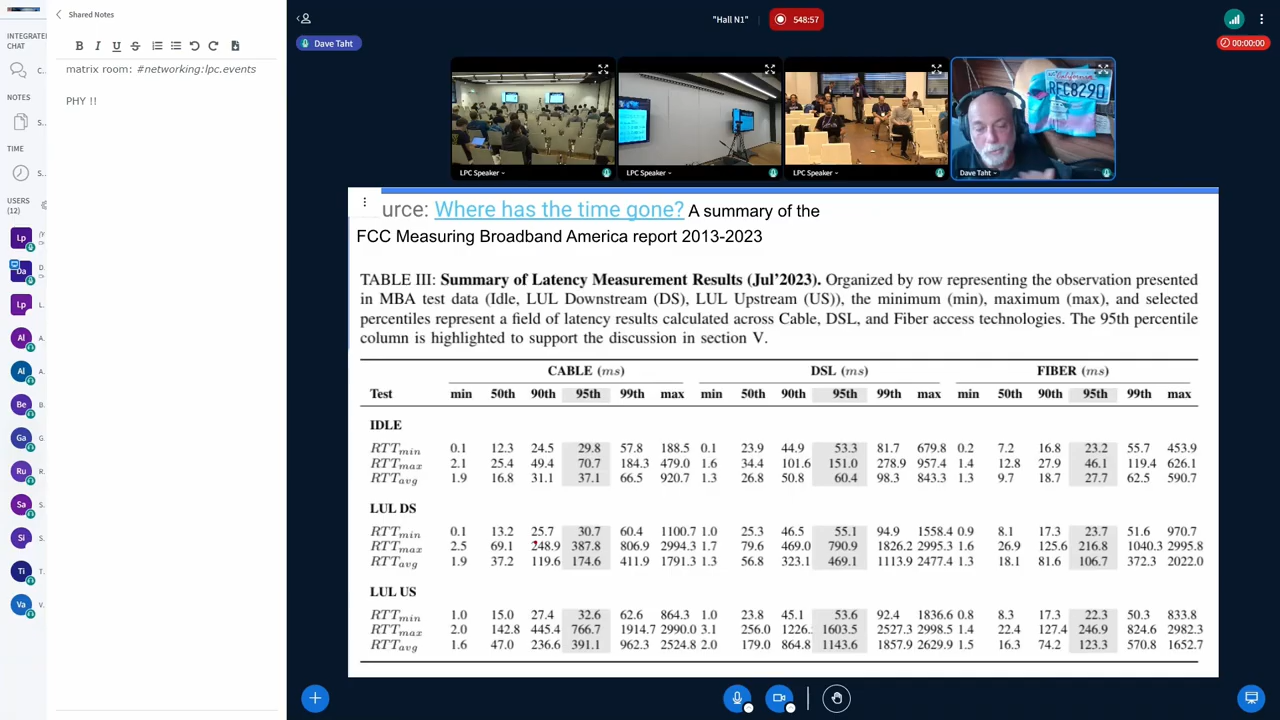 Shared Notes
"Hall N1"
548:57
00:00:00
INTEGRATE
CHAT
C...
NOTES
S...
TIME
S...
USERS
(12)
Lp
Da
D.
Lp
L.
Al
J.
Al
A.
Be
B.
Ga
G.
Ru
R.
Sa
S.
Si
Ti
T.
Va
V.
B I U S
matrix room: #networking:lpc.events
PHY !!
Dave Taht
California
RFC8290
LPC Speaker
LPC Speaker
LPC Speaker
Dave Taht
urce: Where has the time gone? A summary of the
FCC Measuring Broadband America report 2013-2023
TABLE III: Summary of Latency Measurement Results (Jul'2023). Organized by row representing the observation presented
in MBA test data (Idle, LUL Downstream (DS), LUL Upstream (US)), the minimum (min), maximum (max), and selected
percentiles represent a field of latency results calculated across Cable, DSL, and Fiber access technologies. The 95th percentile
column is highlighted to support the discussion in section V.
CABLE (ms) DSL (ms) FIBER (ms)
Test min 50th 90th 95th 99th max min 50th 90th 95th 99th max min 50th 90th 95th 99th max
IDLE
RTTmin 0.1 12.3 24.5 29.8 57.8 188.5 0.1 23.9 44.9 53.3 81.7 679.8 0.2 7.2 16.8 23.2 55.7 453.9
RTTmax 2.1 25.4 49.4 70.7 184.3 479.0 1.6 34.4 101.6 151.0 278.9 957.4 1.4 12.8 27.9 46.1 119.4 626.1
RTTavg 1.9 16.8 31.1 37.1 66.5 920.7 1.3 26.8 50.8 60.4 98.3 843.3 1.3 9.7 18.7 27.7 62.5 590.7
LUL DS
RTTmin 0.1 13.2 25.7 30.7 60.4 1100.7 1.0 25.3 46.5 55.1 94.9 1558.4 0.9 8.1 17.3 23.7 51.6 970.7
RTTmax 2.5 69.1 248.9 387.8 806.9 2994.3 1.7 79.6 469.0 790.9 1826.2 2995.3 1.6 26.9 125.6 216.8 1040.3 2995.8
RTTavg 1.9 37.2 119.6 174.6 411.9 1791.3 1.3 56.8 323.1 469.1 1113.9 2477.4 1.3 18.1 81.6 106.7 372.3 2022.0
LUL US
RTTmin 1.0 15.0 27.4 32.6 62.6 864.3 1.0 23.8 45.1 53.6 92.4 1836.6 0.8 8.3 17.3 22.3 50.3 833.8
RTTmax 2.0 142.8 445.4 766.7 1914.7 2990.0 3.1 256.0 1226. 1603.5 2527.3 2998.5 1.4 22.4 127.4 246.9 824.6 2982.3
RTTavg 1.6 47.0 236.6 391.1 962.3 2524.8 2.0 179.0 864.8 1143.6 1857.9 2629.9 1.5 16.3 74.2 123.3 570.8 1652.7